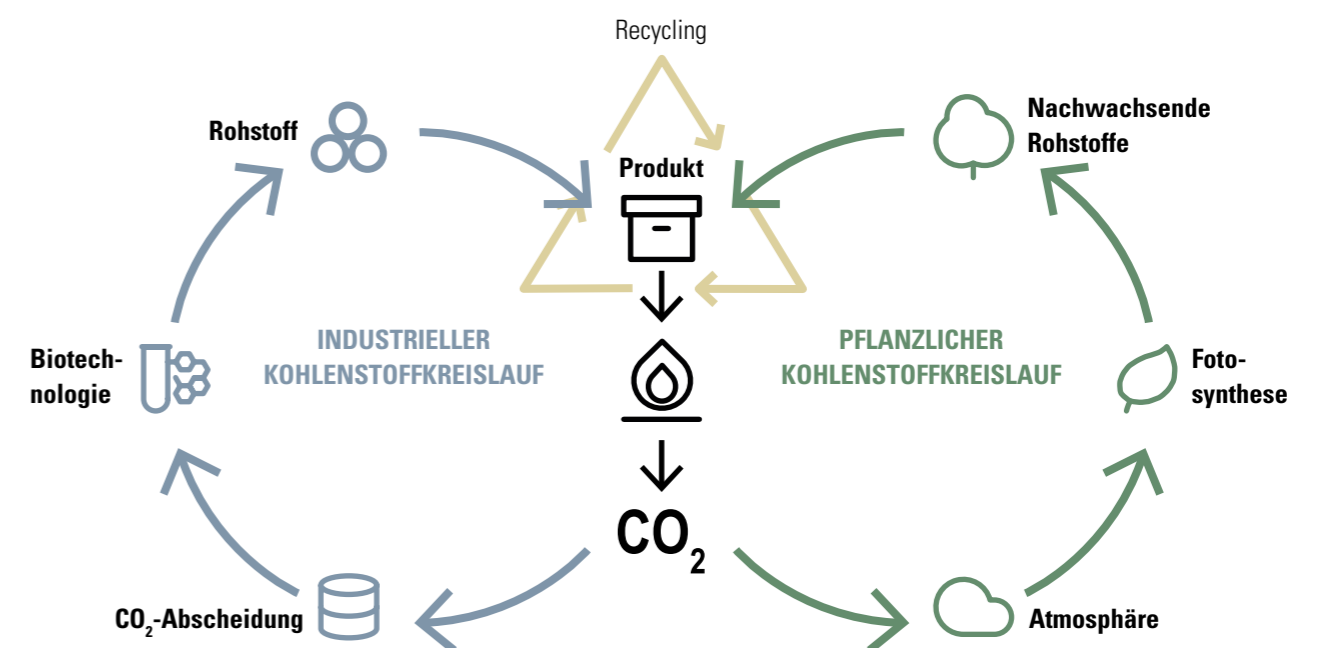 Recycling
Rohstoff
Nachwachsende
Rohstoffe
Produkt
Biotech-
nologie
INDUSTRIELLER
KOHLENSTOFFKREISLAUF
PFLANZLICHER
KOHLENSTOFFKREISLAUF
Foto-
synthese
CO₂
CO₂-Abscheidung
Atmosphäre